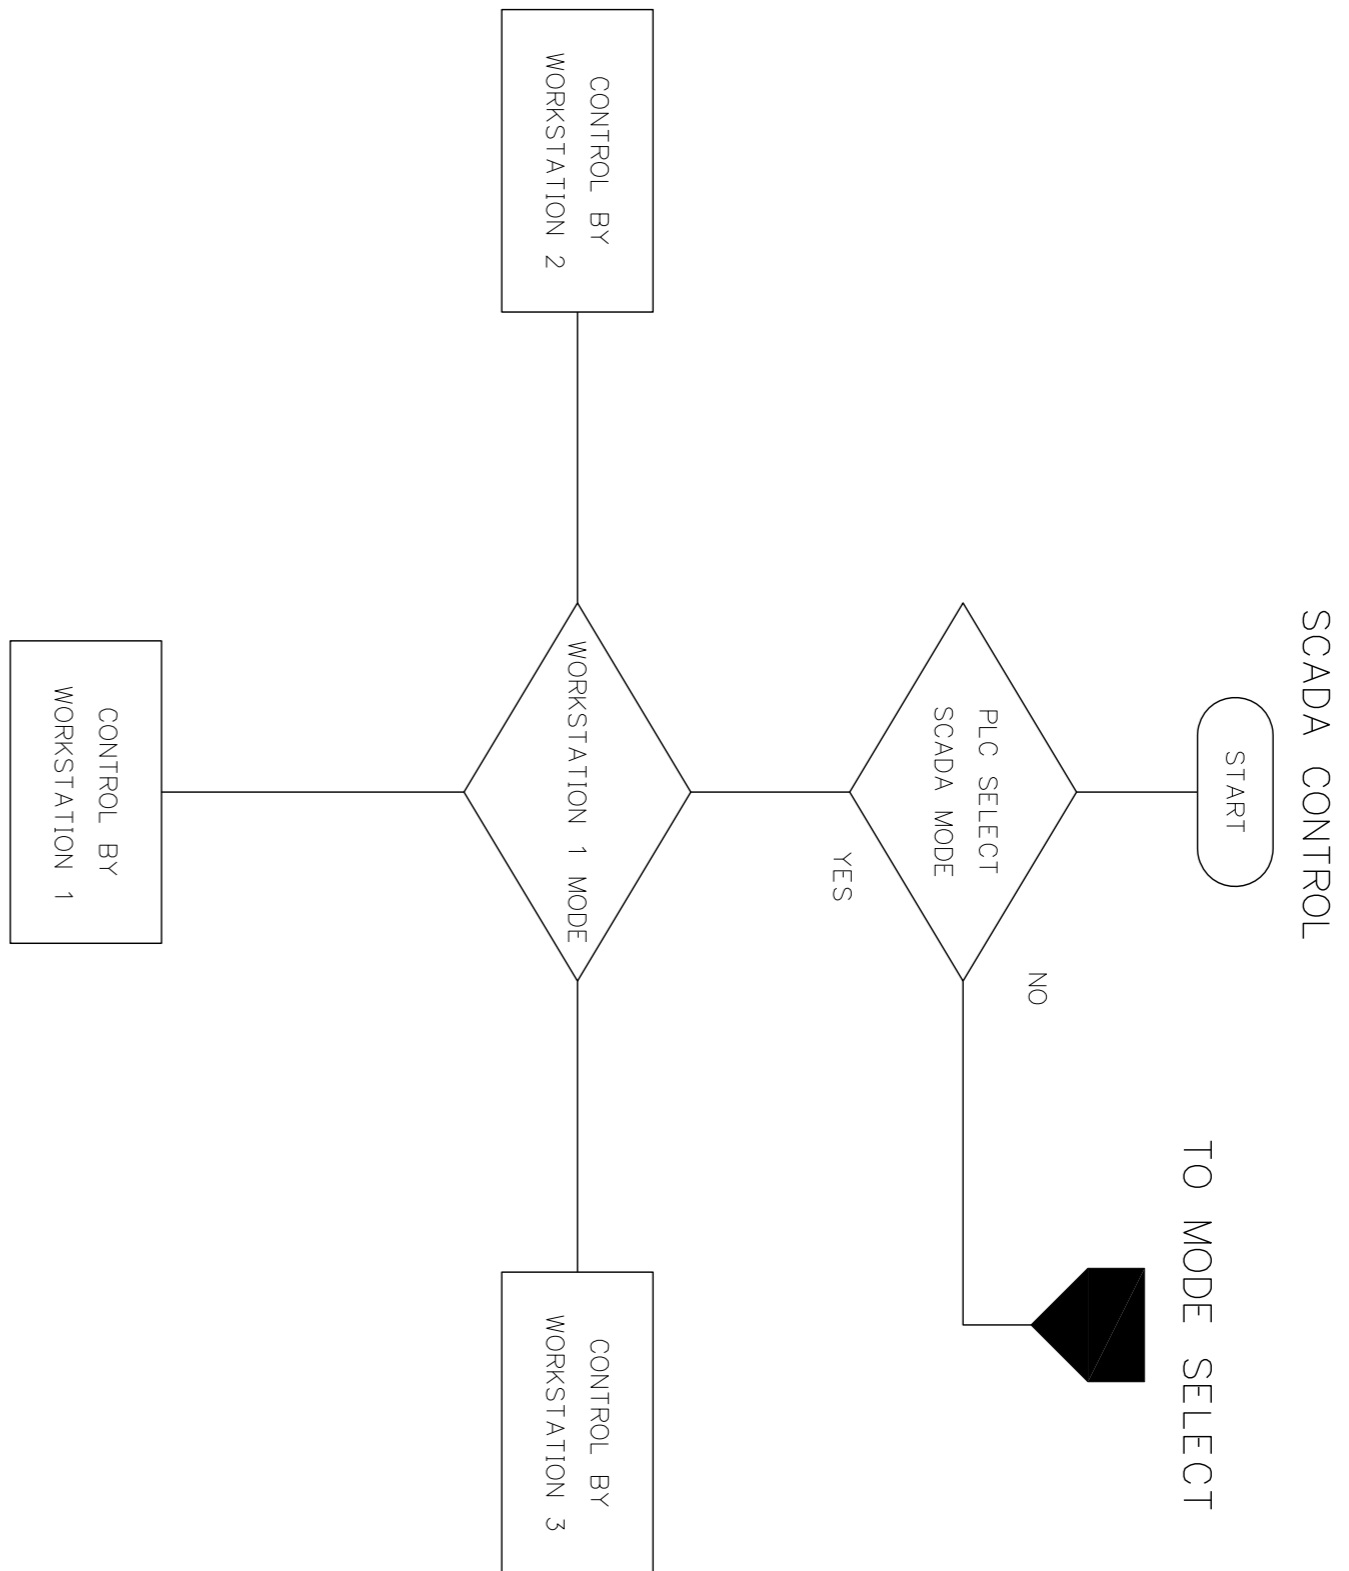 SCADA CONTROL
START
TO MODE SELECT
NO
PLC SELECT
SCADA MODE
YES
WORKSTATION 1 MODE
CONTROL BY
WORKSTATION 2
CONTROL BY
WORKSTATION 3
CONTROL BY
WORKSTATION 1